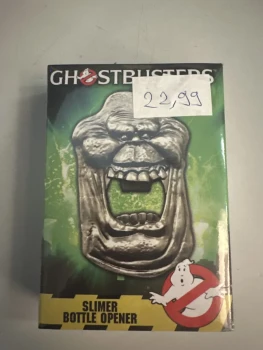 GHOSTBUSTERS
22,99
SLIMER
BOTTLE OPENER